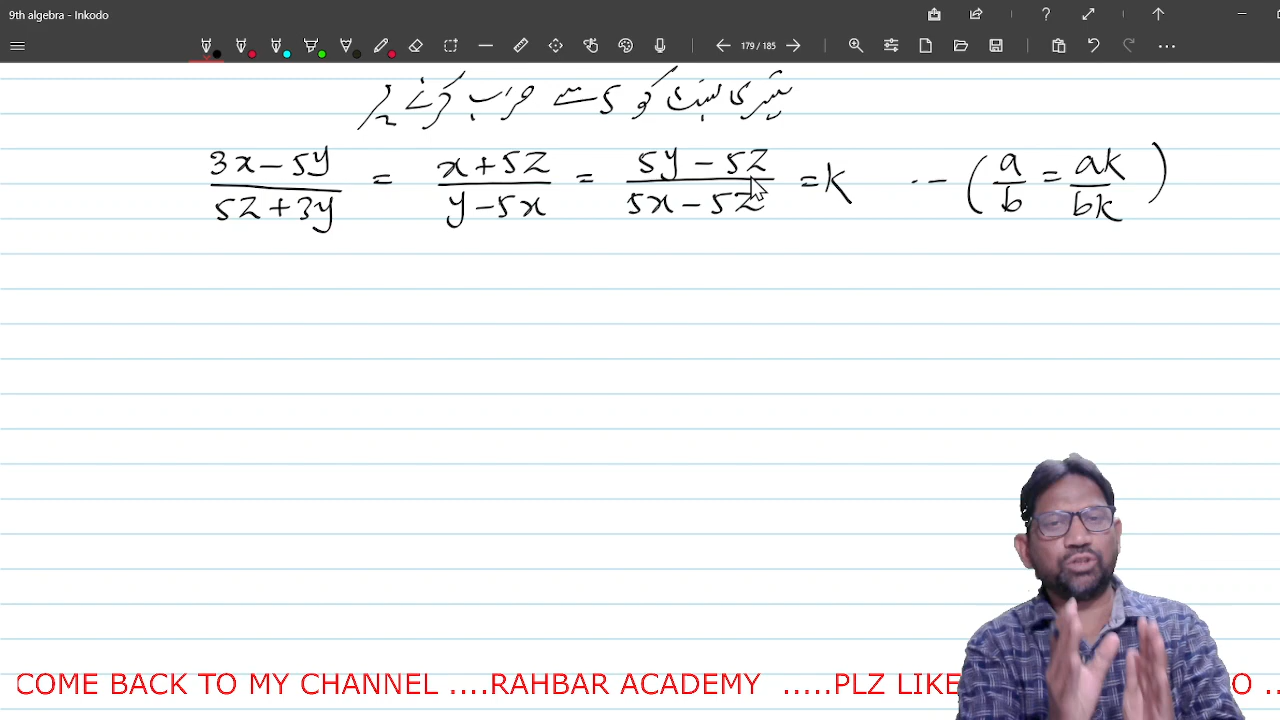 9th algebra - Inkodo
179 / 185
تیسری نسبت کو 5 سے ضرب کرنے پر
(3x - 5y)/(5z + 3y) = (x + 5z)/(y - 5x) = (5y - 5z)/(5x - 5z) = k ... (a/b = ak/bk)
COME BACK TO MY CHANNEL ....RAHBAR ACADEMY .....PLZ LIKE O ..